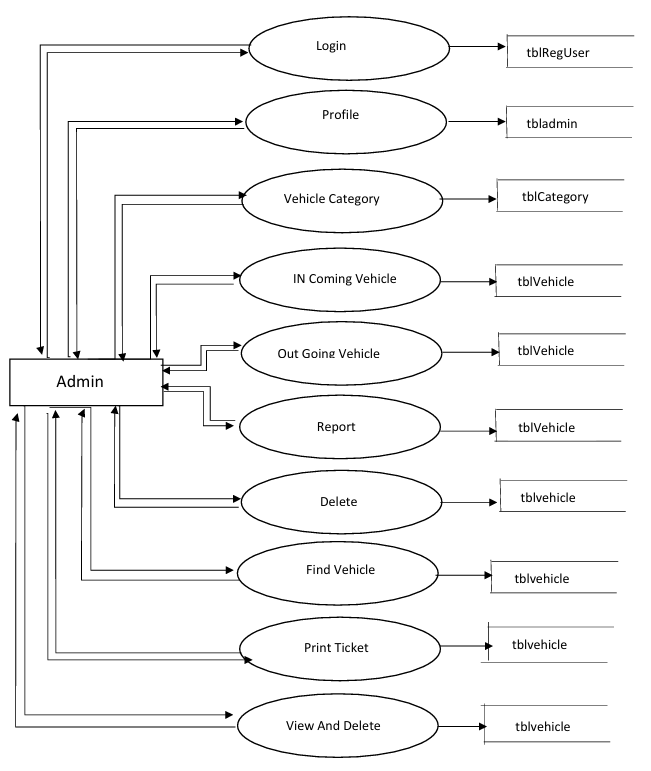 Login
tblRegUser
Profile
tbladmin
Vehicle Category
tblCategory
IN Coming Vehicle
tblVehicle
Out Going Vehicle
tblVehicle
Admin
Report
tblVehicle
Delete
tblvehicle
Find Vehicle
tblvehicle
Print Ticket
tblvehicle
View And Delete
tblvehicle